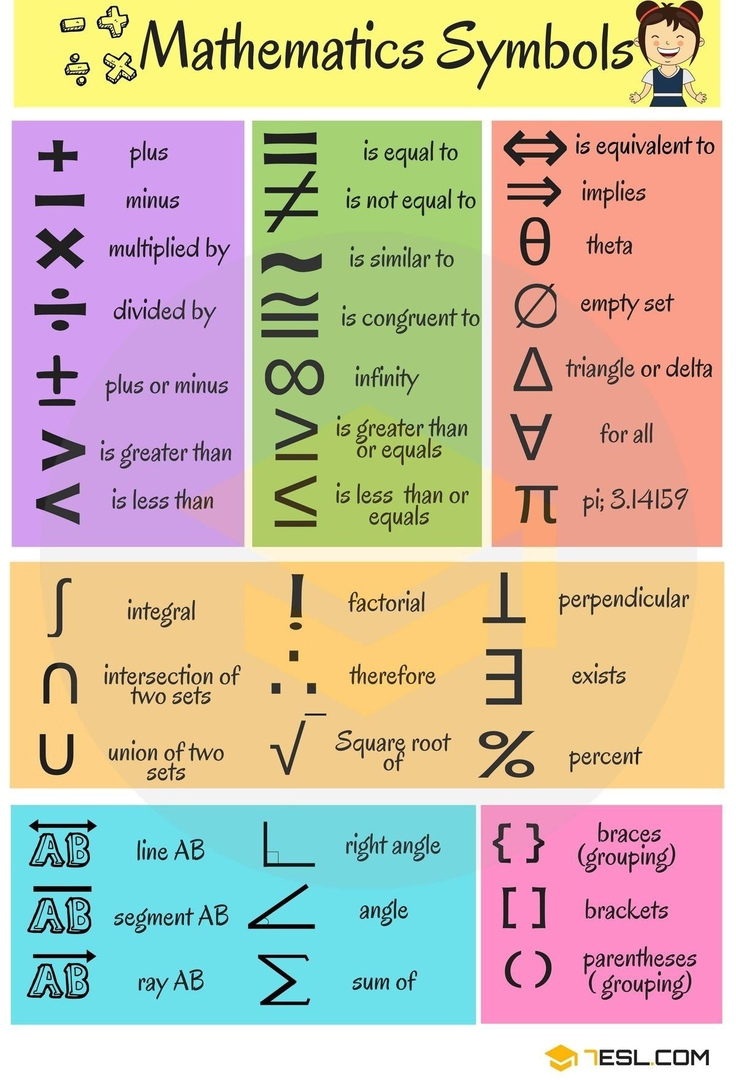 Mathematics Symbols
+ plus
− minus
× multiplied by
÷ divided by
± plus or minus
> is greater than
< is less than
= is equal to
≠ is not equal to
~ is similar to
≅ is congruent to
∞ infinity
≥ is greater than
or equals
≤ is less than or
equals
⇔ is equivalent to
⇒ implies
θ theta
∅ empty set
Δ triangle or delta
∀ for all
π pi; 3.14159
∫ integral
∩ intersection of
two sets
∪ union of two
sets
! factorial
∴ therefore
√ Square root
of
⊥ perpendicular
∃ exists
% percent
AB line AB
AB segment AB
AB ray AB
right angle
∠ angle
Σ sum of
{ } braces
(grouping)
[ ] brackets
( ) parentheses
( grouping)
7ESL.COM